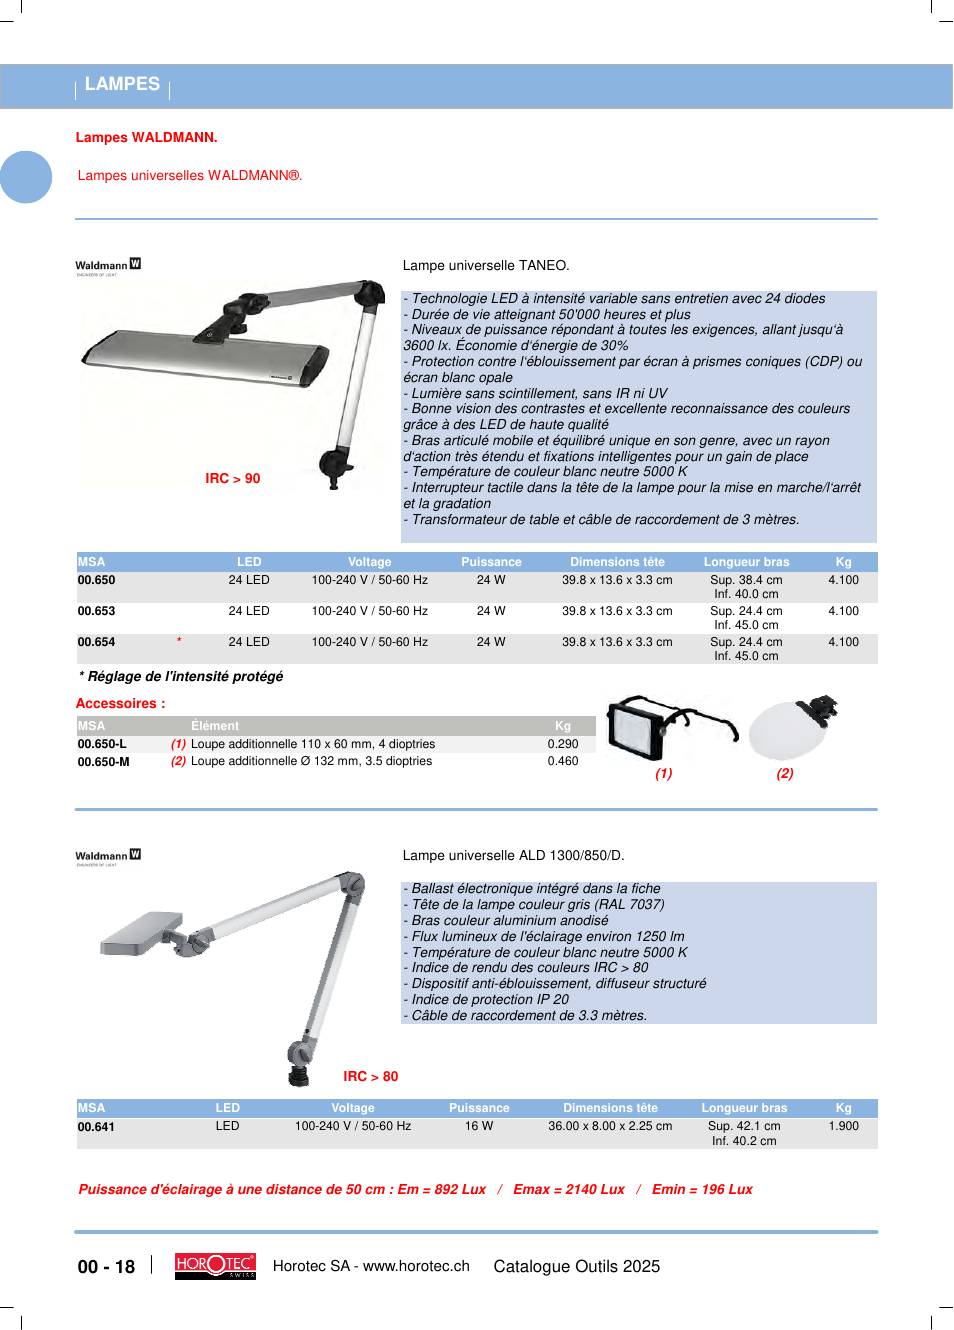 LAMPES
Lampes WALDMANN.
Lampes universelles WALDMANN®.
Waldmann W
ENGINEERS OF LIGHT
Lampe universelle TANEO.
- Technologie LED à intensité variable sans entretien avec 24 diodes
- Durée de vie atteignant 50'000 heures et plus
- Niveaux de puissance répondant à toutes les exigences, allant jusqu'à
3600 lx. Économie d'énergie de 30%
- Protection contre l'éblouissement par écran à prismes coniques (CDP) ou
écran blanc opale
- Lumière sans scintillement, sans IR ni UV
- Bonne vision des contrastes et excellente reconnaissance des couleurs
grâce à des LED de haute qualité
- Bras articulé mobile et équilibré unique en son genre, avec un rayon
d'action très étendu et fixations intelligentes pour un gain de place
- Température de couleur blanc neutre 5000 K
- Interrupteur tactile dans la tête de la lampe pour la mise en marche/l'arrêt
et la gradation
- Transformateur de table et câble de raccordement de 3 mètres.
IRC > 90
MSA LED Voltage Puissance Dimensions tête Longueur bras Kg
00.650 24 LED 100-240 V / 50-60 Hz 24 W 39.8 x 13.6 x 3.3 cm Sup. 38.4 cm 4.100
Inf. 40.0 cm
00.653 24 LED 100-240 V / 50-60 Hz 24 W 39.8 x 13.6 x 3.3 cm Sup. 24.4 cm 4.100
Inf. 45.0 cm
00.654 * 24 LED 100-240 V / 50-60 Hz 24 W 39.8 x 13.6 x 3.3 cm Sup. 24.4 cm 4.100
Inf. 45.0 cm
* Réglage de l'intensité protégé
Accessoires :
MSA Élément Kg
00.650-L (1) Loupe additionnelle 110 x 60 mm, 4 dioptries 0.290
00.650-M (2) Loupe additionnelle Ø 132 mm, 3.5 dioptries 0.460
(1) (2)
Waldmann W
ENGINEERS OF LIGHT
Lampe universelle ALD 1300/850/D.
- Ballast électronique intégré dans la fiche
- Tête de la lampe couleur gris (RAL 7037)
- Bras couleur aluminium anodisé
- Flux lumineux de l'éclairage environ 1250 lm
- Température de couleur blanc neutre 5000 K
- Indice de rendu des couleurs IRC > 80
- Dispositif anti-éblouissement, diffuseur structuré
- Indice de protection IP 20
- Câble de raccordement de 3.3 mètres.
IRC > 80
MSA LED Voltage Puissance Dimensions tête Longueur bras Kg
00.641 LED 100-240 V / 50-60 Hz 16 W 36.00 x 8.00 x 2.25 cm Sup. 42.1 cm 1.900
Inf. 40.2 cm
Puissance d'éclairage à une distance de 50 cm : Em = 892 Lux / Emax = 2140 Lux / Emin = 196 Lux
00 - 18 HOROTEC® SWISS Horotec SA - www.horotec.ch Catalogue Outils 2025